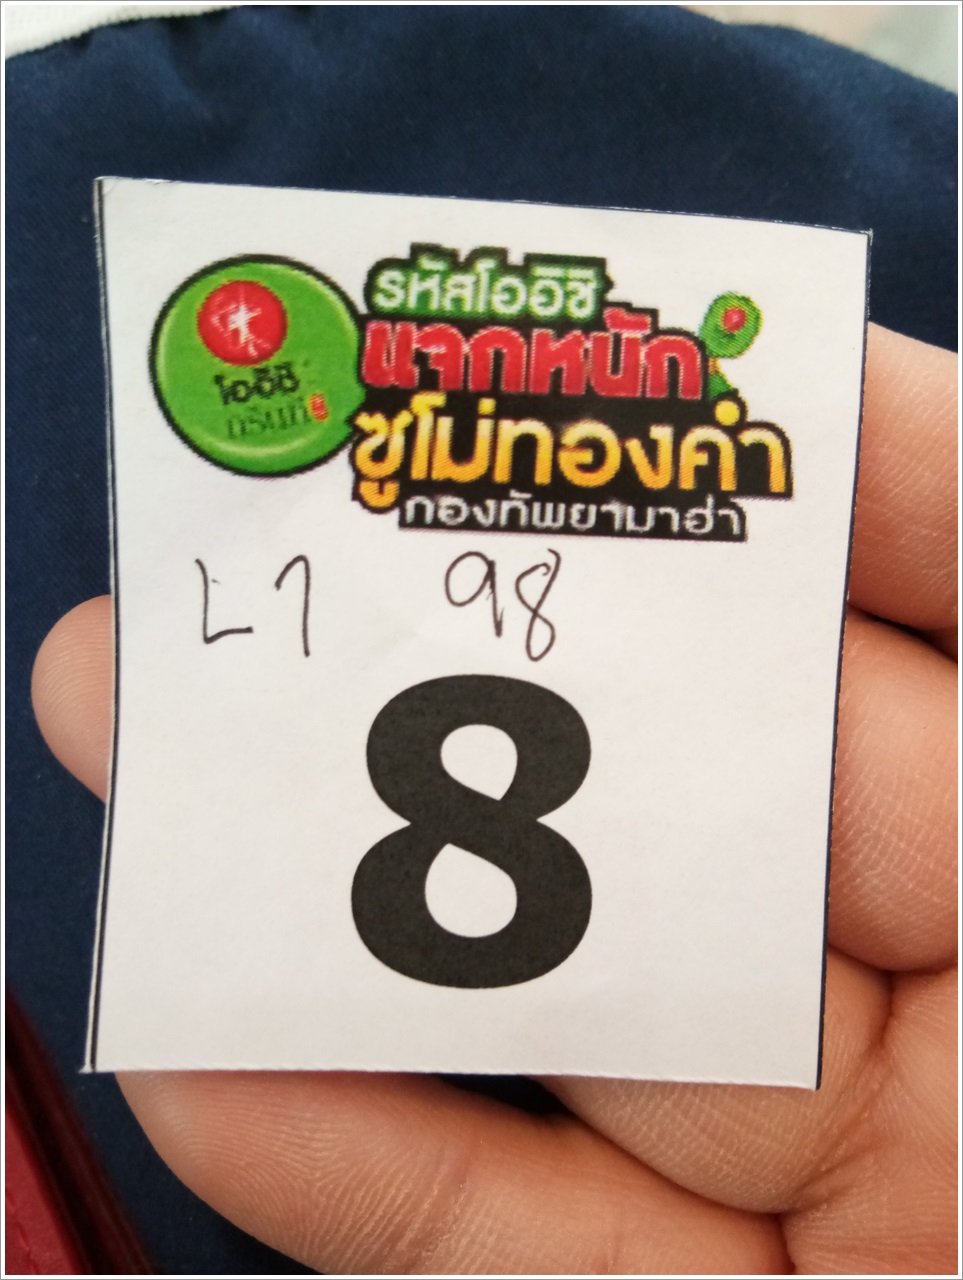 รหัสโออิชิ
แจกหนัก
ซูโม่ทองคำ
กองทัพยามาฮ่า
โออิชิ
กรีนที
L7 98
8